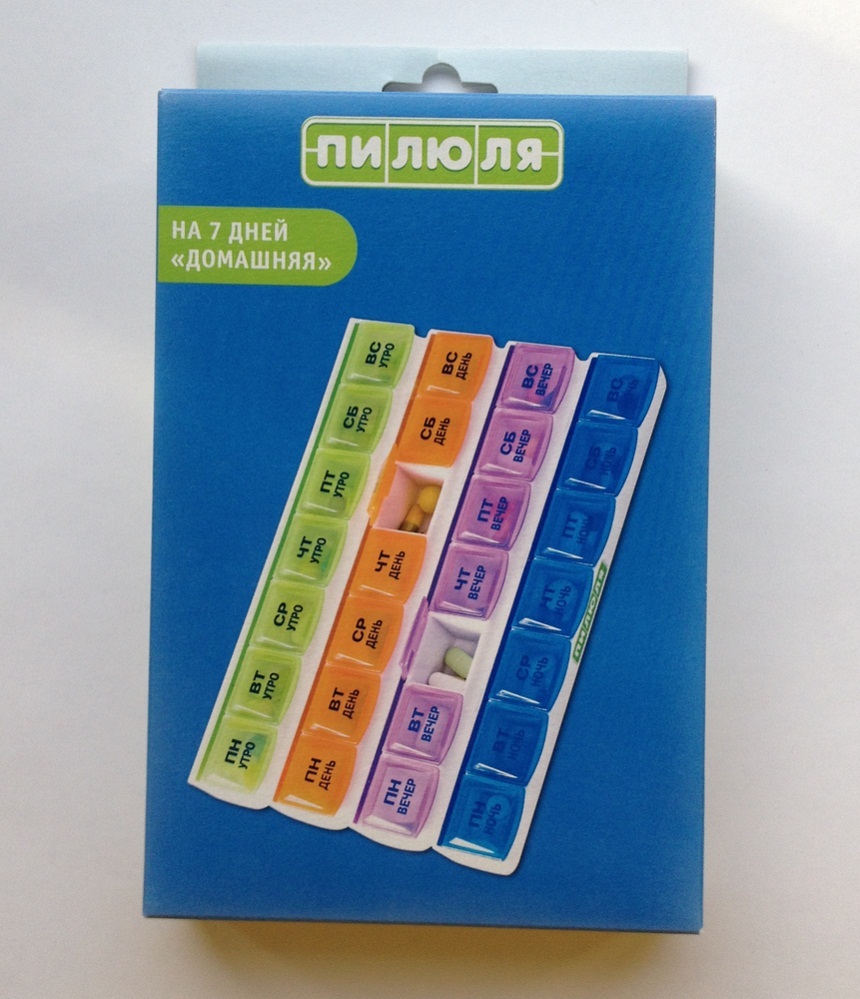 ПИЛЮЛЯ
НА 7 ДНЕЙ
«ДОМАШНЯЯ»
ВС
УТРО
ВС
ДЕНЬ
ВС
ВЕЧЕР
ВС
СБ
УТРО
СБ
ДЕНЬ
СБ
ВЕЧЕР
СБ
НОЧЬ
ПТ
УТРО
ПТ
ВЕЧЕР
ПТ
НОЧЬ
ЧТ
УТРО
ЧТ
ДЕНЬ
ЧТ
ВЕЧЕР
ЧТ
НОЧЬ
СР
УТРО
СР
ДЕНЬ
СР
НОЧЬ
ВТ
УТРО
ВТ
ДЕНЬ
ВТ
ВЕЧЕР
ВТ
НОЧЬ
ПН
УТРО
ПН
ДЕНЬ
ПН
ВЕЧЕР
ПН
НОЧЬ
ПИЛЮЛЯ